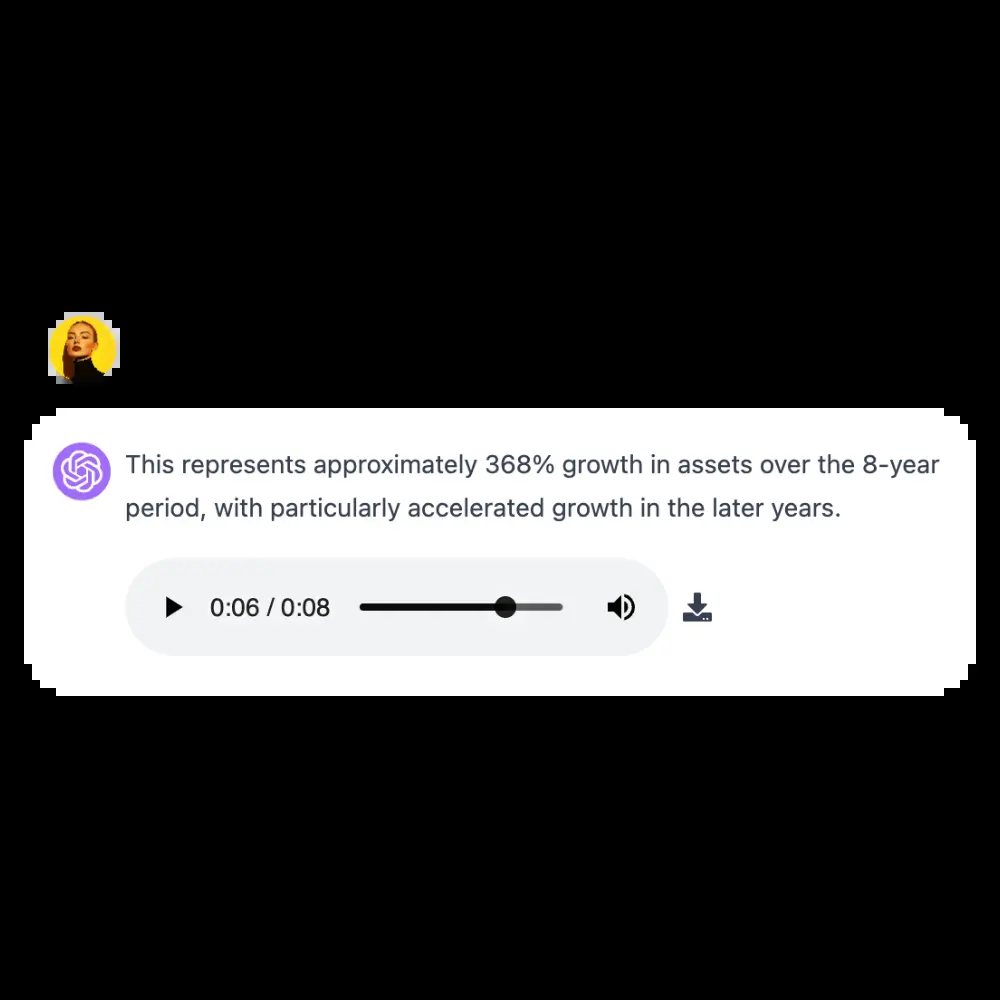 This represents approximately 368% growth in assets over the 8-year
period, with particularly accelerated growth in the later years.
0:06 / 0:08